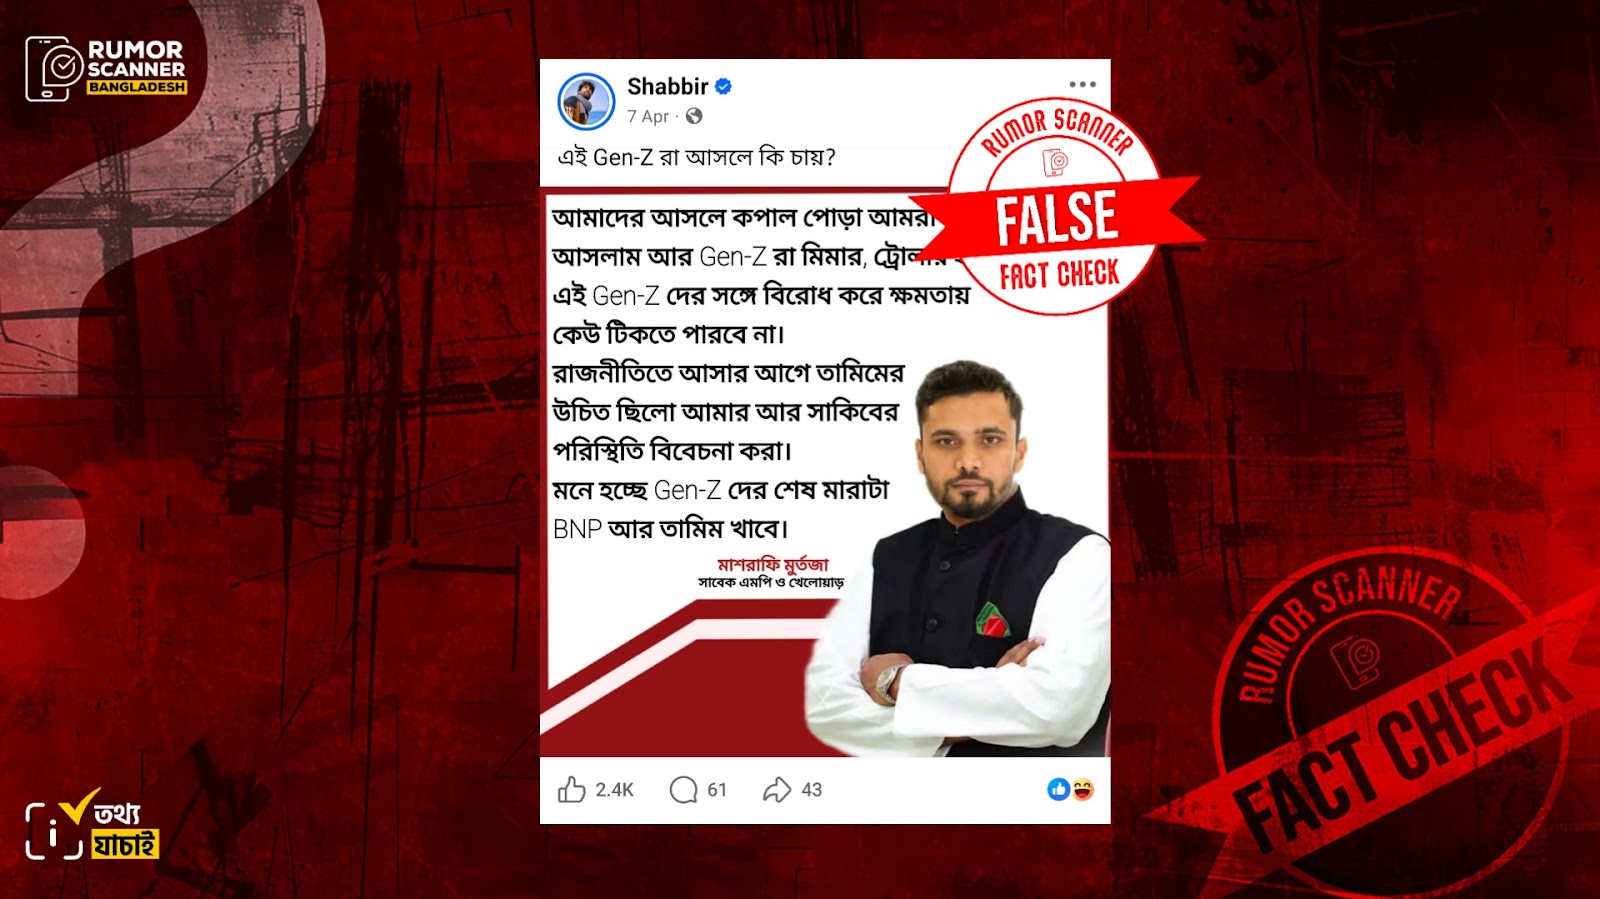 RUMOR
SCANNER
BANGLADESH
Shabbir
7 Apr ·
এই Gen-Z রা আসলে কি চায়?
আমাদের আসলে কপাল পোড়া আমরা
আসলাম আর Gen-Z রা মিমার, ট্রোলার
এই Gen-Z দের সঙ্গে বিরোধ করে ক্ষমতায়
কেউ টিকতে পারবে না।
রাজনীতিতে আসার আগে তামিমের
উচিত ছিলো আমার আর সাকিবের
পরিস্থিতি বিবেচনা করা।
মনে হচ্ছে Gen-Z দের শেষ মারাটা
BNP আর তামিম খাবে।
মাশরাফি মুর্তজা
সাবেক এমপি ও খেলোয়াড়
2.4K 61 43
RUMOR SCANNER
FALSE
FACT CHECK
RUMOR SCANNER
FACT CHECK
তথ্য
যাচাই